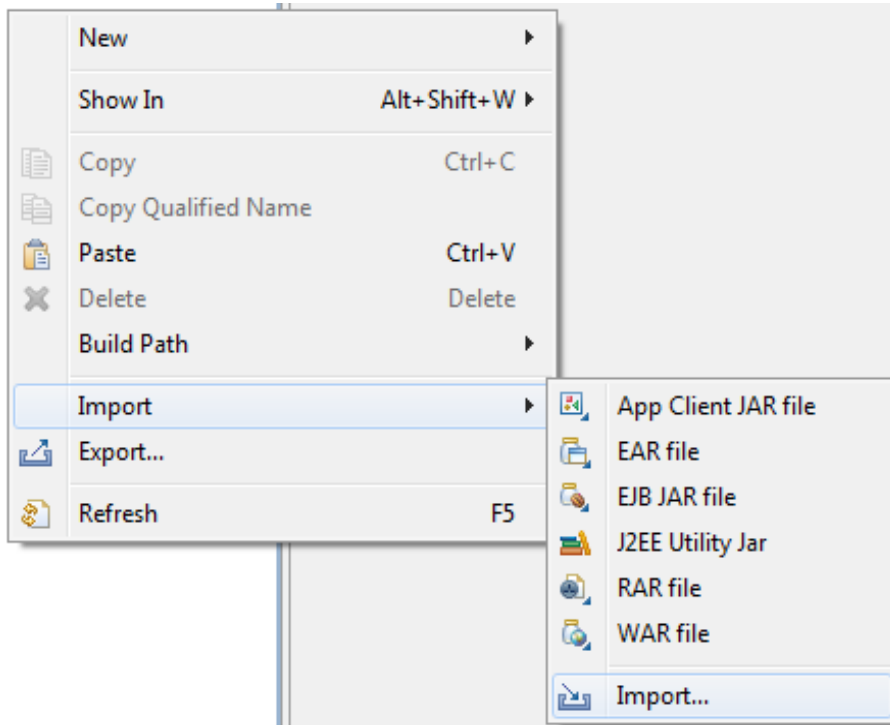 New
Show In Alt+Shift+W
Copy Ctrl+C
Copy Qualified Name
Paste Ctrl+V
Delete Delete
Build Path
Import
Export...
Refresh F5
App Client JAR file
EAR file
EJB JAR file
J2EE Utility Jar
RAR file
WAR file
Import...